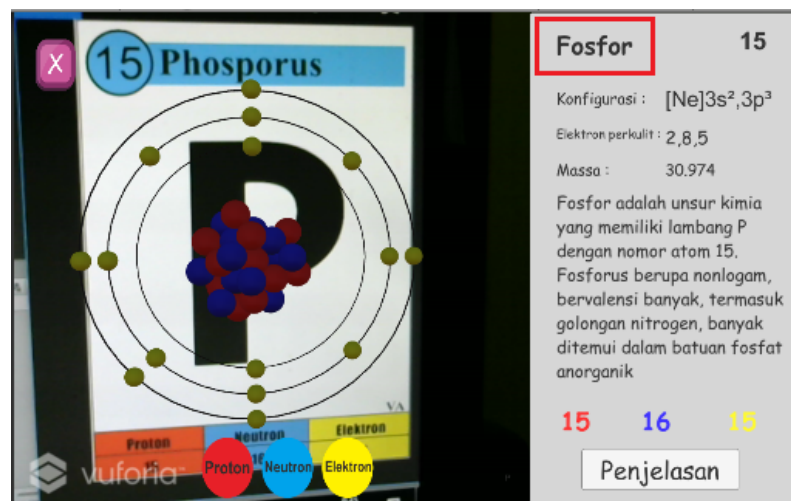 X
15 Phosporus
P
VA
Proton Neutron Elektron
vuforia™
Proton Neutron Elektron
Fosfor 15
Konfigurasi : [Ne]3s²,3p³
Elektron perkulit : 2,8,5
Massa : 30.974
Fosfor adalah unsur kimia
yang memiliki lambang P
dengan nomor atom 15.
Fosforus berupa nonlogam,
bervalensi banyak, termasuk
golongan nitrogen, banyak
ditemui dalam batuan fosfat
anorganik
15 16 15
Penjelasan